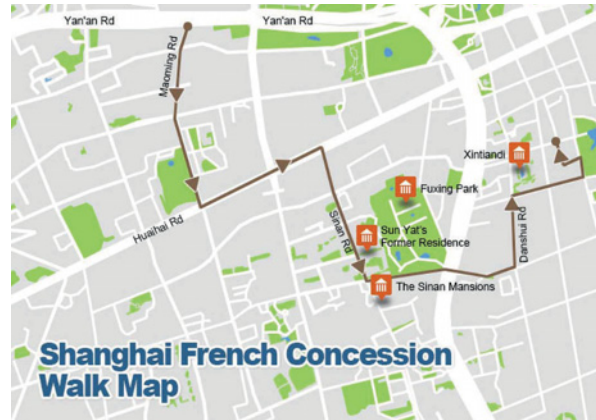 Yan'an Rd
Yan'an Rd
Maoming Rd
Xintiandi
Fuxing Park
Huaihai Rd
Sinan Rd
Sun Yat's
Former Residence
Danshui Rd
The Sinan Mansions
Shanghai French Concession
Walk Map